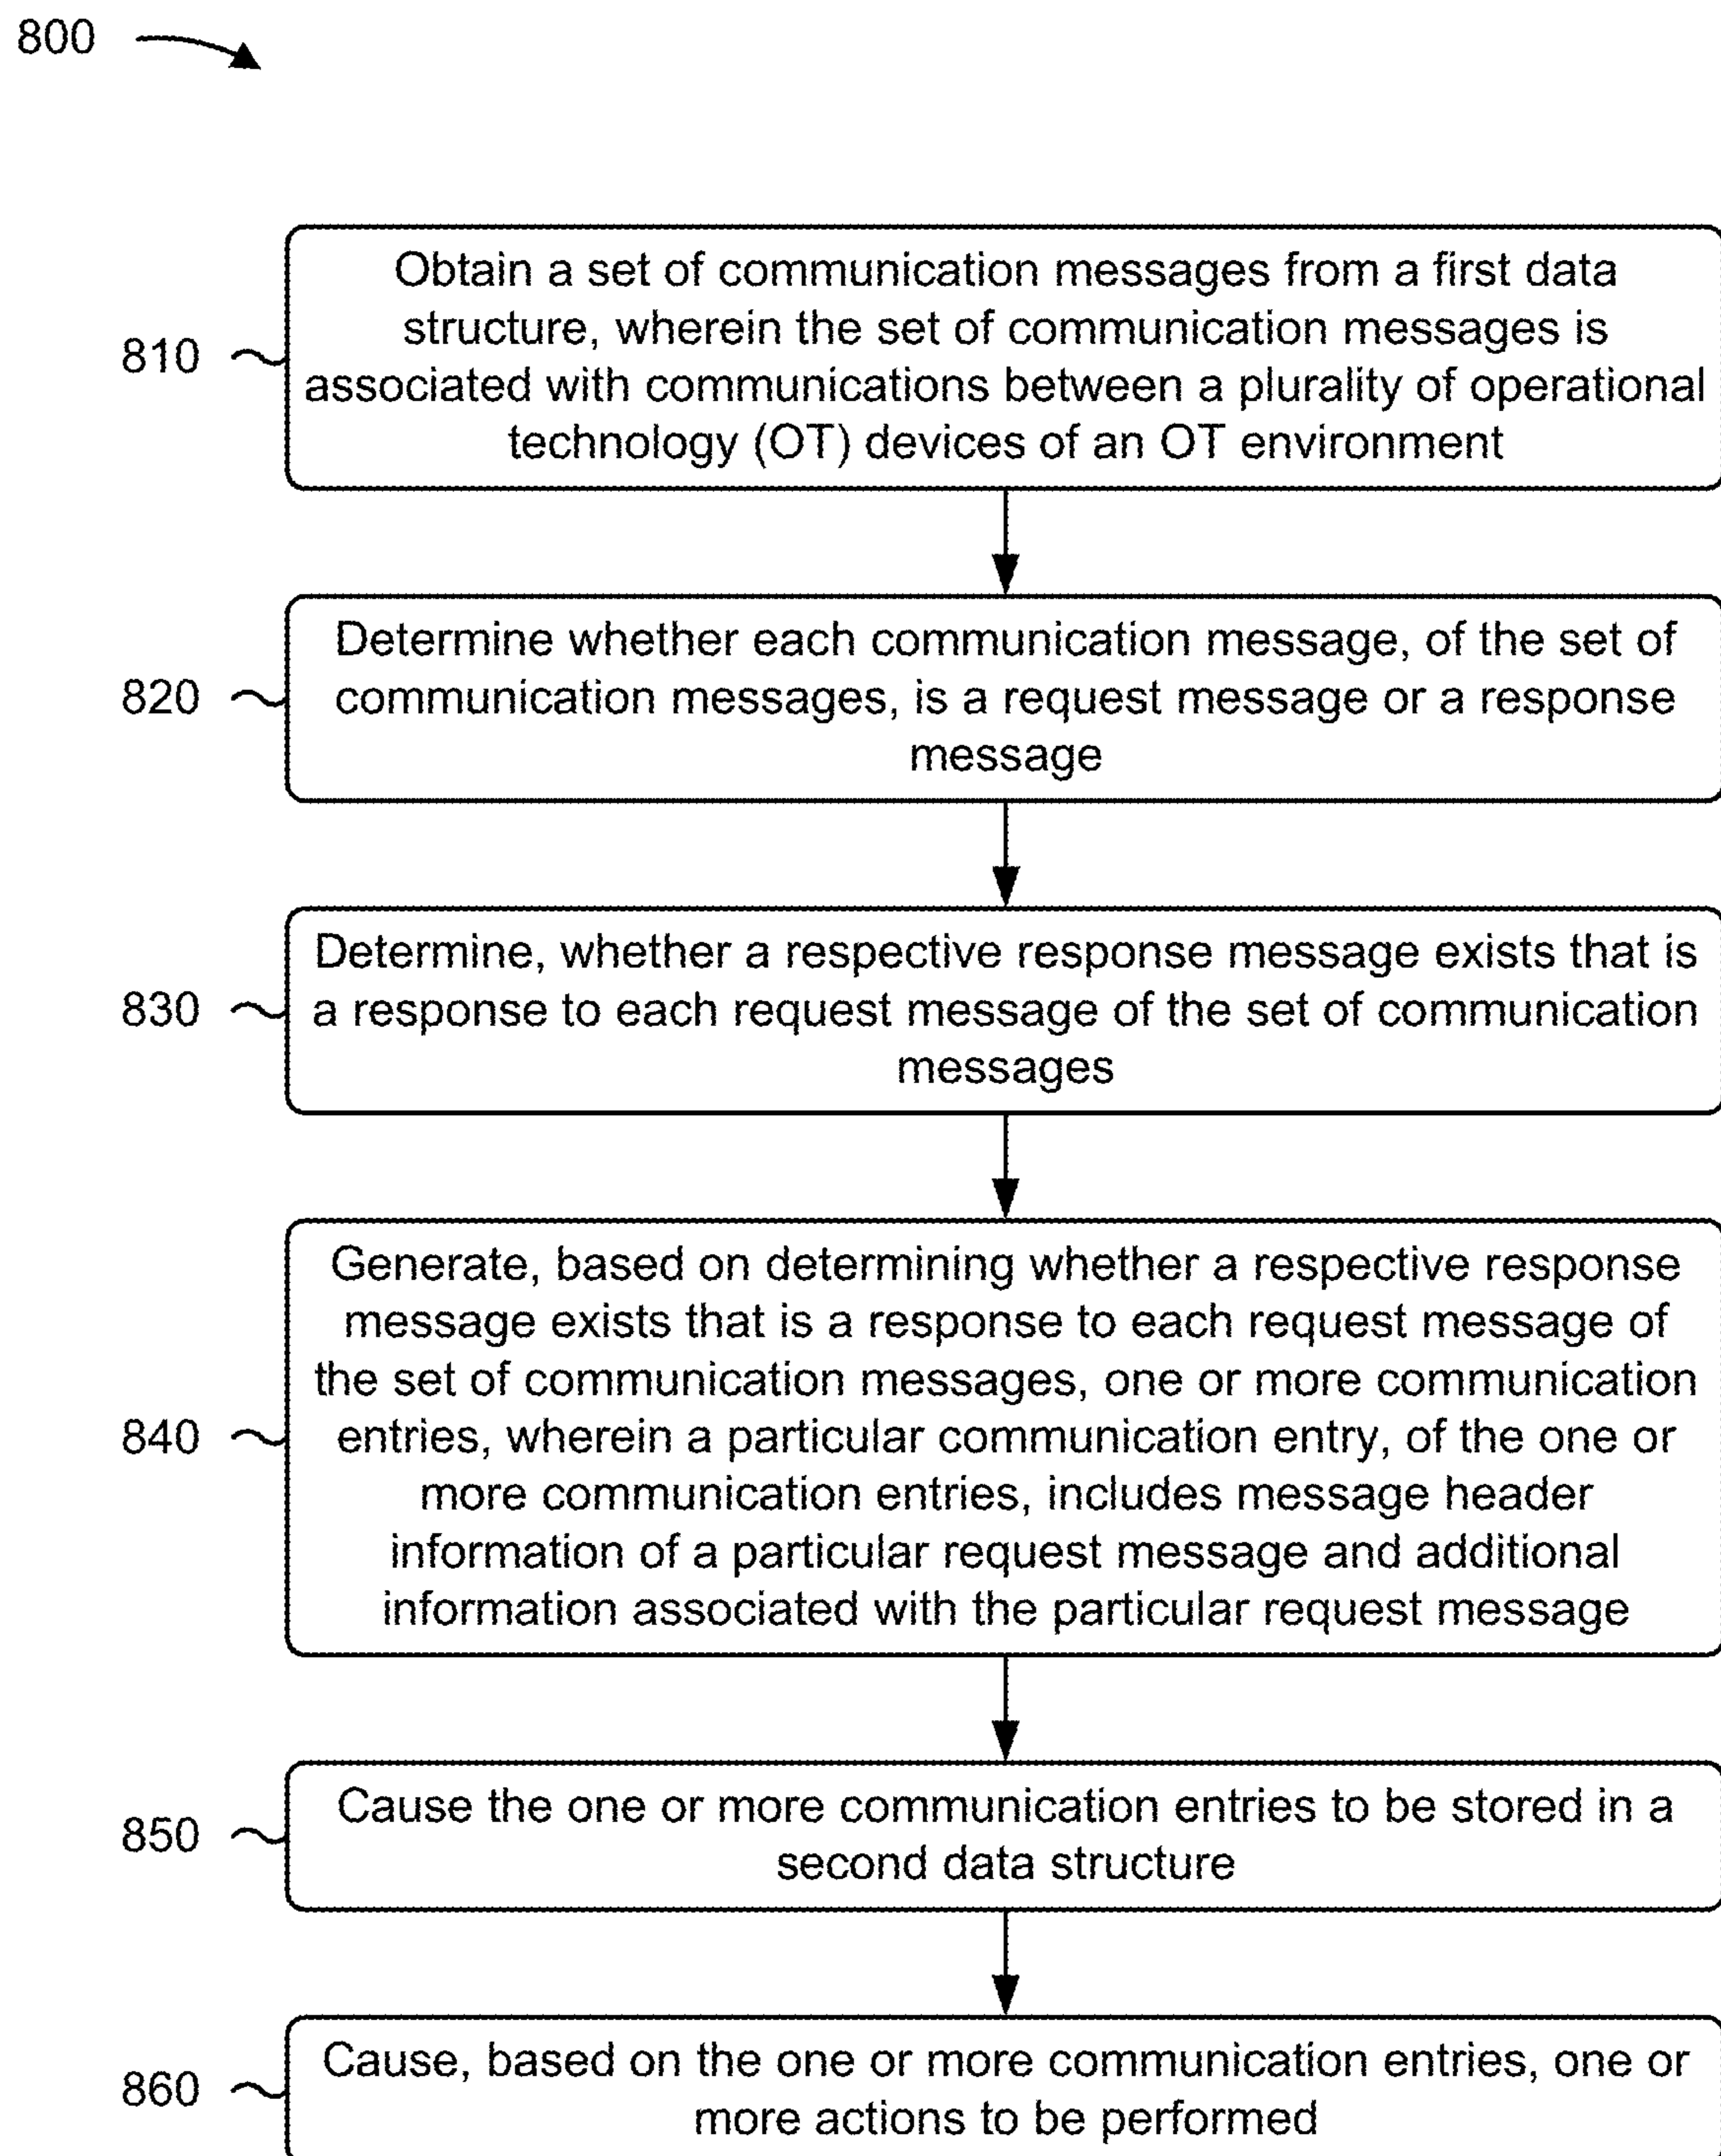 800
810
Obtain a set of communication messages from a first data
structure, wherein the set of communication messages is
associated with communications between a plurality of operational
technology (OT) devices of an OT environment
820
Determine whether each communication message, of the set of
communication messages, is a request message or a response
message
830
Determine, whether a respective response message exists that is
a response to each request message of the set of communication
messages
840
Generate, based on determining whether a respective response
message exists that is a response to each request message of
the set of communication messages, one or more communication
entries, wherein a particular communication entry, of the one or
more communication entries, includes message header
information of a particular request message and additional
information associated with the particular request message
850
Cause the one or more communication entries to be stored in a
second data structure
860
Cause, based on the one or more communication entries, one or
more actions to be performed